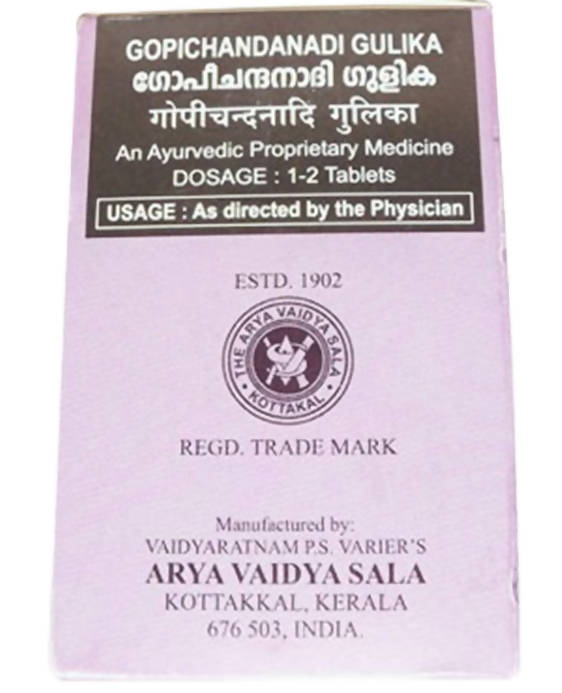 GOPICHANDANADI GULIKA
ഗോപീചന്ദനാദി ഗുളിക
गोपीचन्दनादि गुलिका
An Ayurvedic Proprietary Medicine
DOSAGE : 1-2 Tablets
USAGE : As directed by the Physician
ESTD. 1902
THE ARYA VAIDYA SALA
• KOTTAKAL •
REGD. TRADE MARK
Manufactured by:
VAIDYARATNAM P.S. VARIER'S
ARYA VAIDYA SALA
KOTTAKKAL, KERALA
676 503, INDIA.